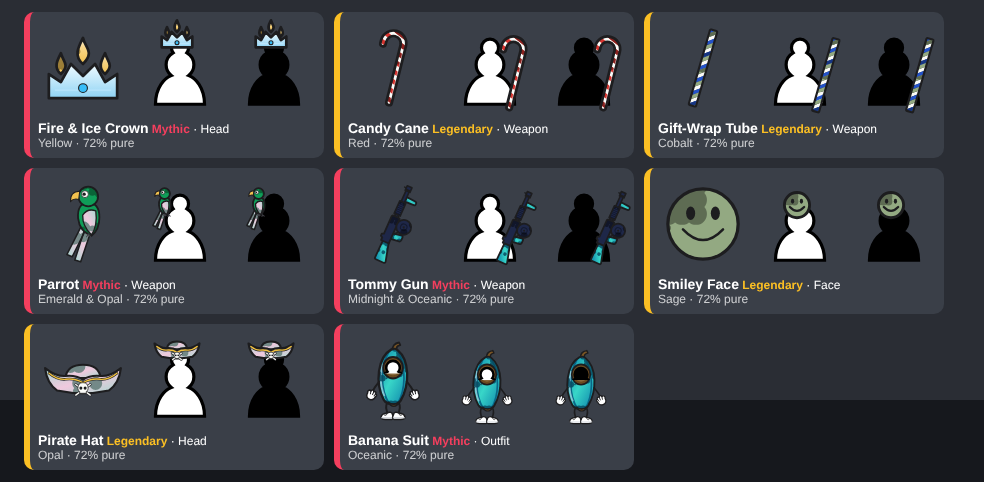 Fire & Ice Crown Mythic · Head
Yellow · 72% pure
Candy Cane Legendary · Weapon
Red · 72% pure
Gift-Wrap Tube Legendary · Weapon
Cobalt · 72% pure
Parrot Mythic · Weapon
Emerald & Opal · 72% pure
Tommy Gun Mythic · Weapon
Midnight & Oceanic · 72% pure
Smiley Face Legendary · Face
Sage · 72% pure
Pirate Hat Legendary · Head
Opal · 72% pure
Banana Suit Mythic · Outfit
Oceanic · 72% pure